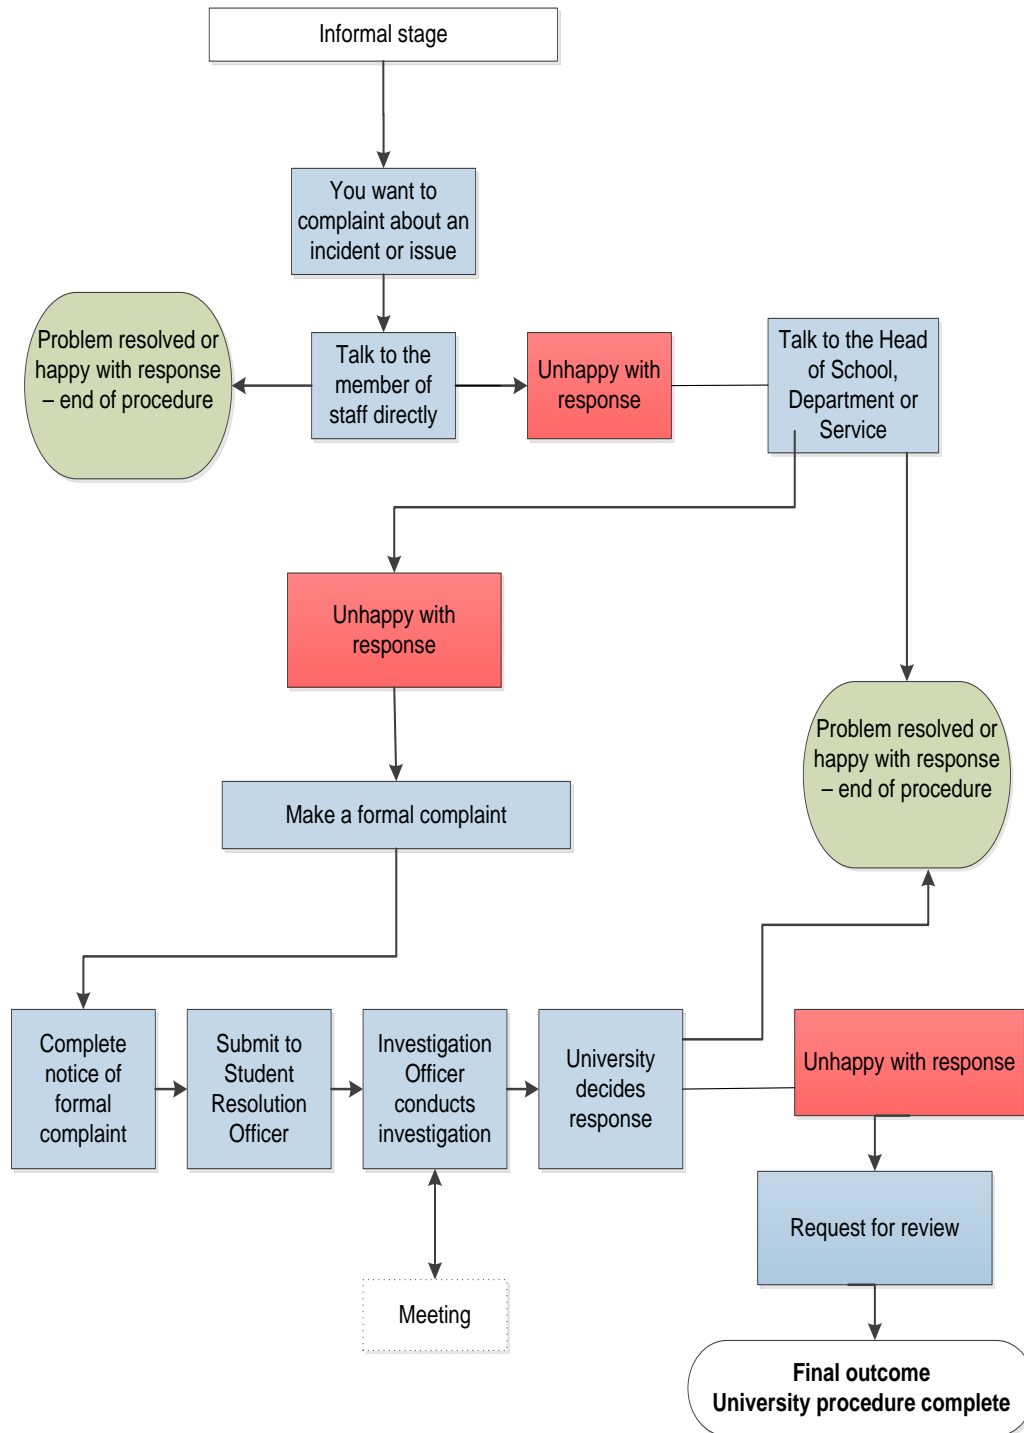 Informal stage
You want to
complaint about an
incident or issue
Problem resolved or
happy with response
– end of procedure
Talk to the
member of
staff directly
Unhappy with
response
Talk to the Head
of School,
Department or
Service
Unhappy with
response
Problem resolved or
happy with response
– end of procedure
Make a formal complaint
Complete
notice of
formal
complaint
Submit to
Student
Resolution
Officer
Investigation
Officer
conducts
investigation
University
decides
response
Unhappy with response
Request for review
Meeting
Final outcome
University procedure complete